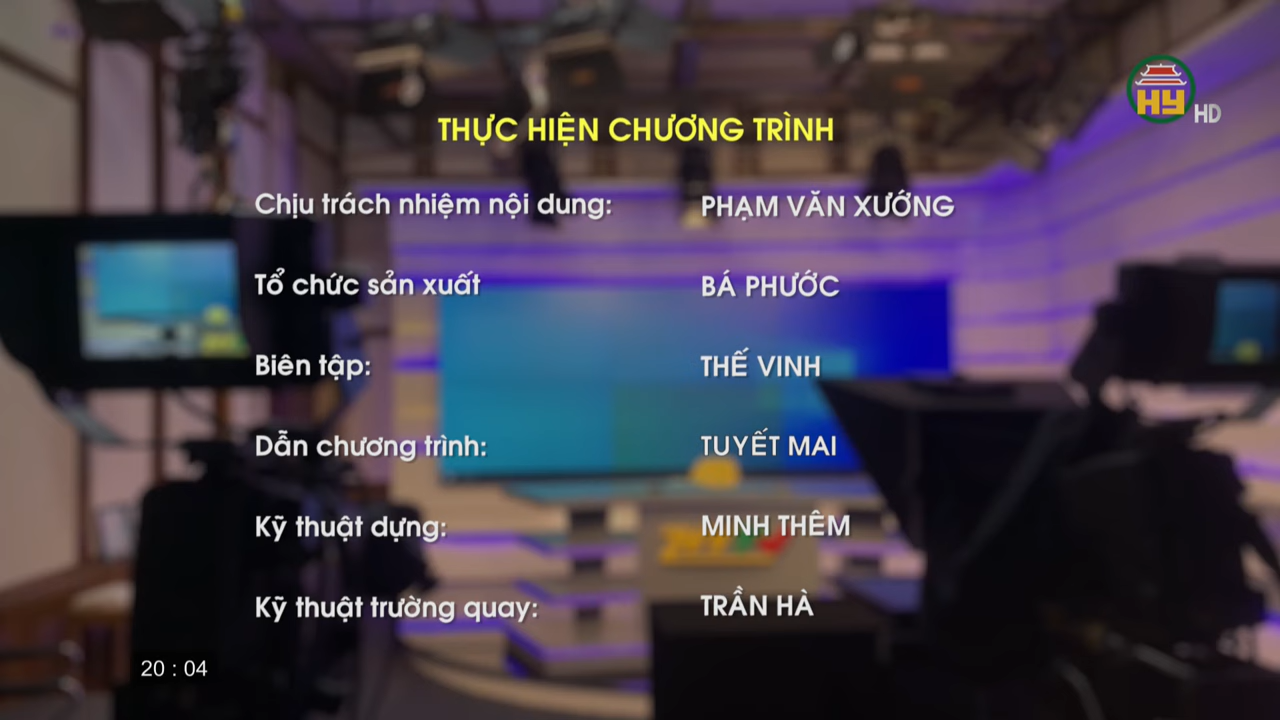 HY HD
THỰC HIỆN CHƯƠNG TRÌNH
Chịu trách nhiệm nội dung: PHẠM VĂN XƯỚNG
Tổ chức sản xuất BÁ PHƯỚC
Biên tập: THẾ VINH
Dẫn chương trình: TUYẾT MAI
Kỹ thuật dựng: MINH THÊM
Kỹ thuật trường quay: TRẦN HÀ
20 : 04